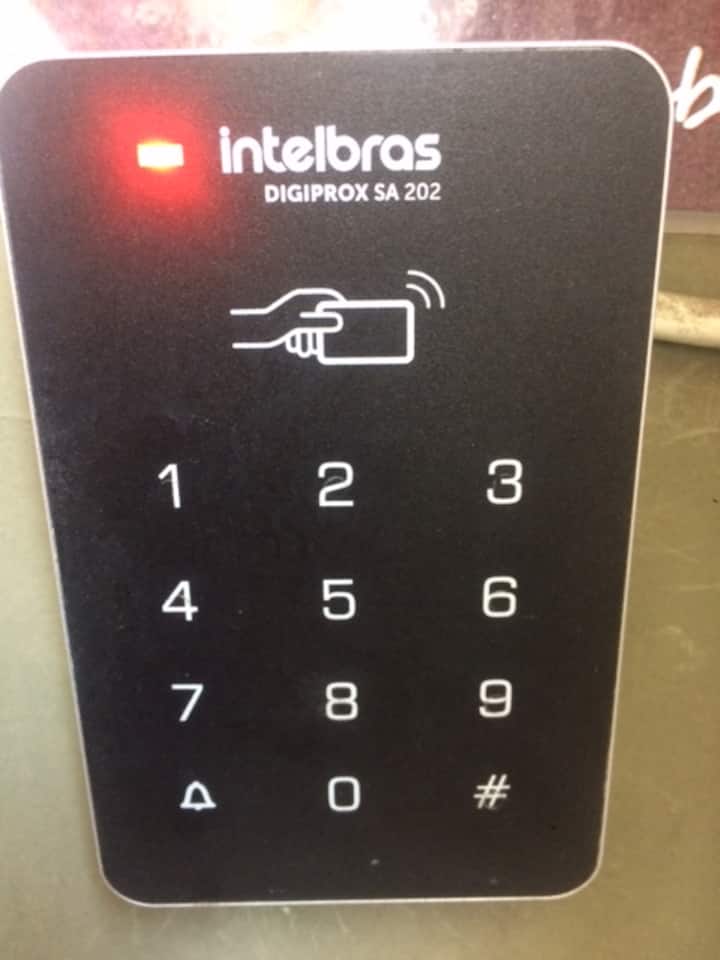 intelbras
DIGIPROX SA 202
1 2 3
4 5 6
7 8 9
0 #